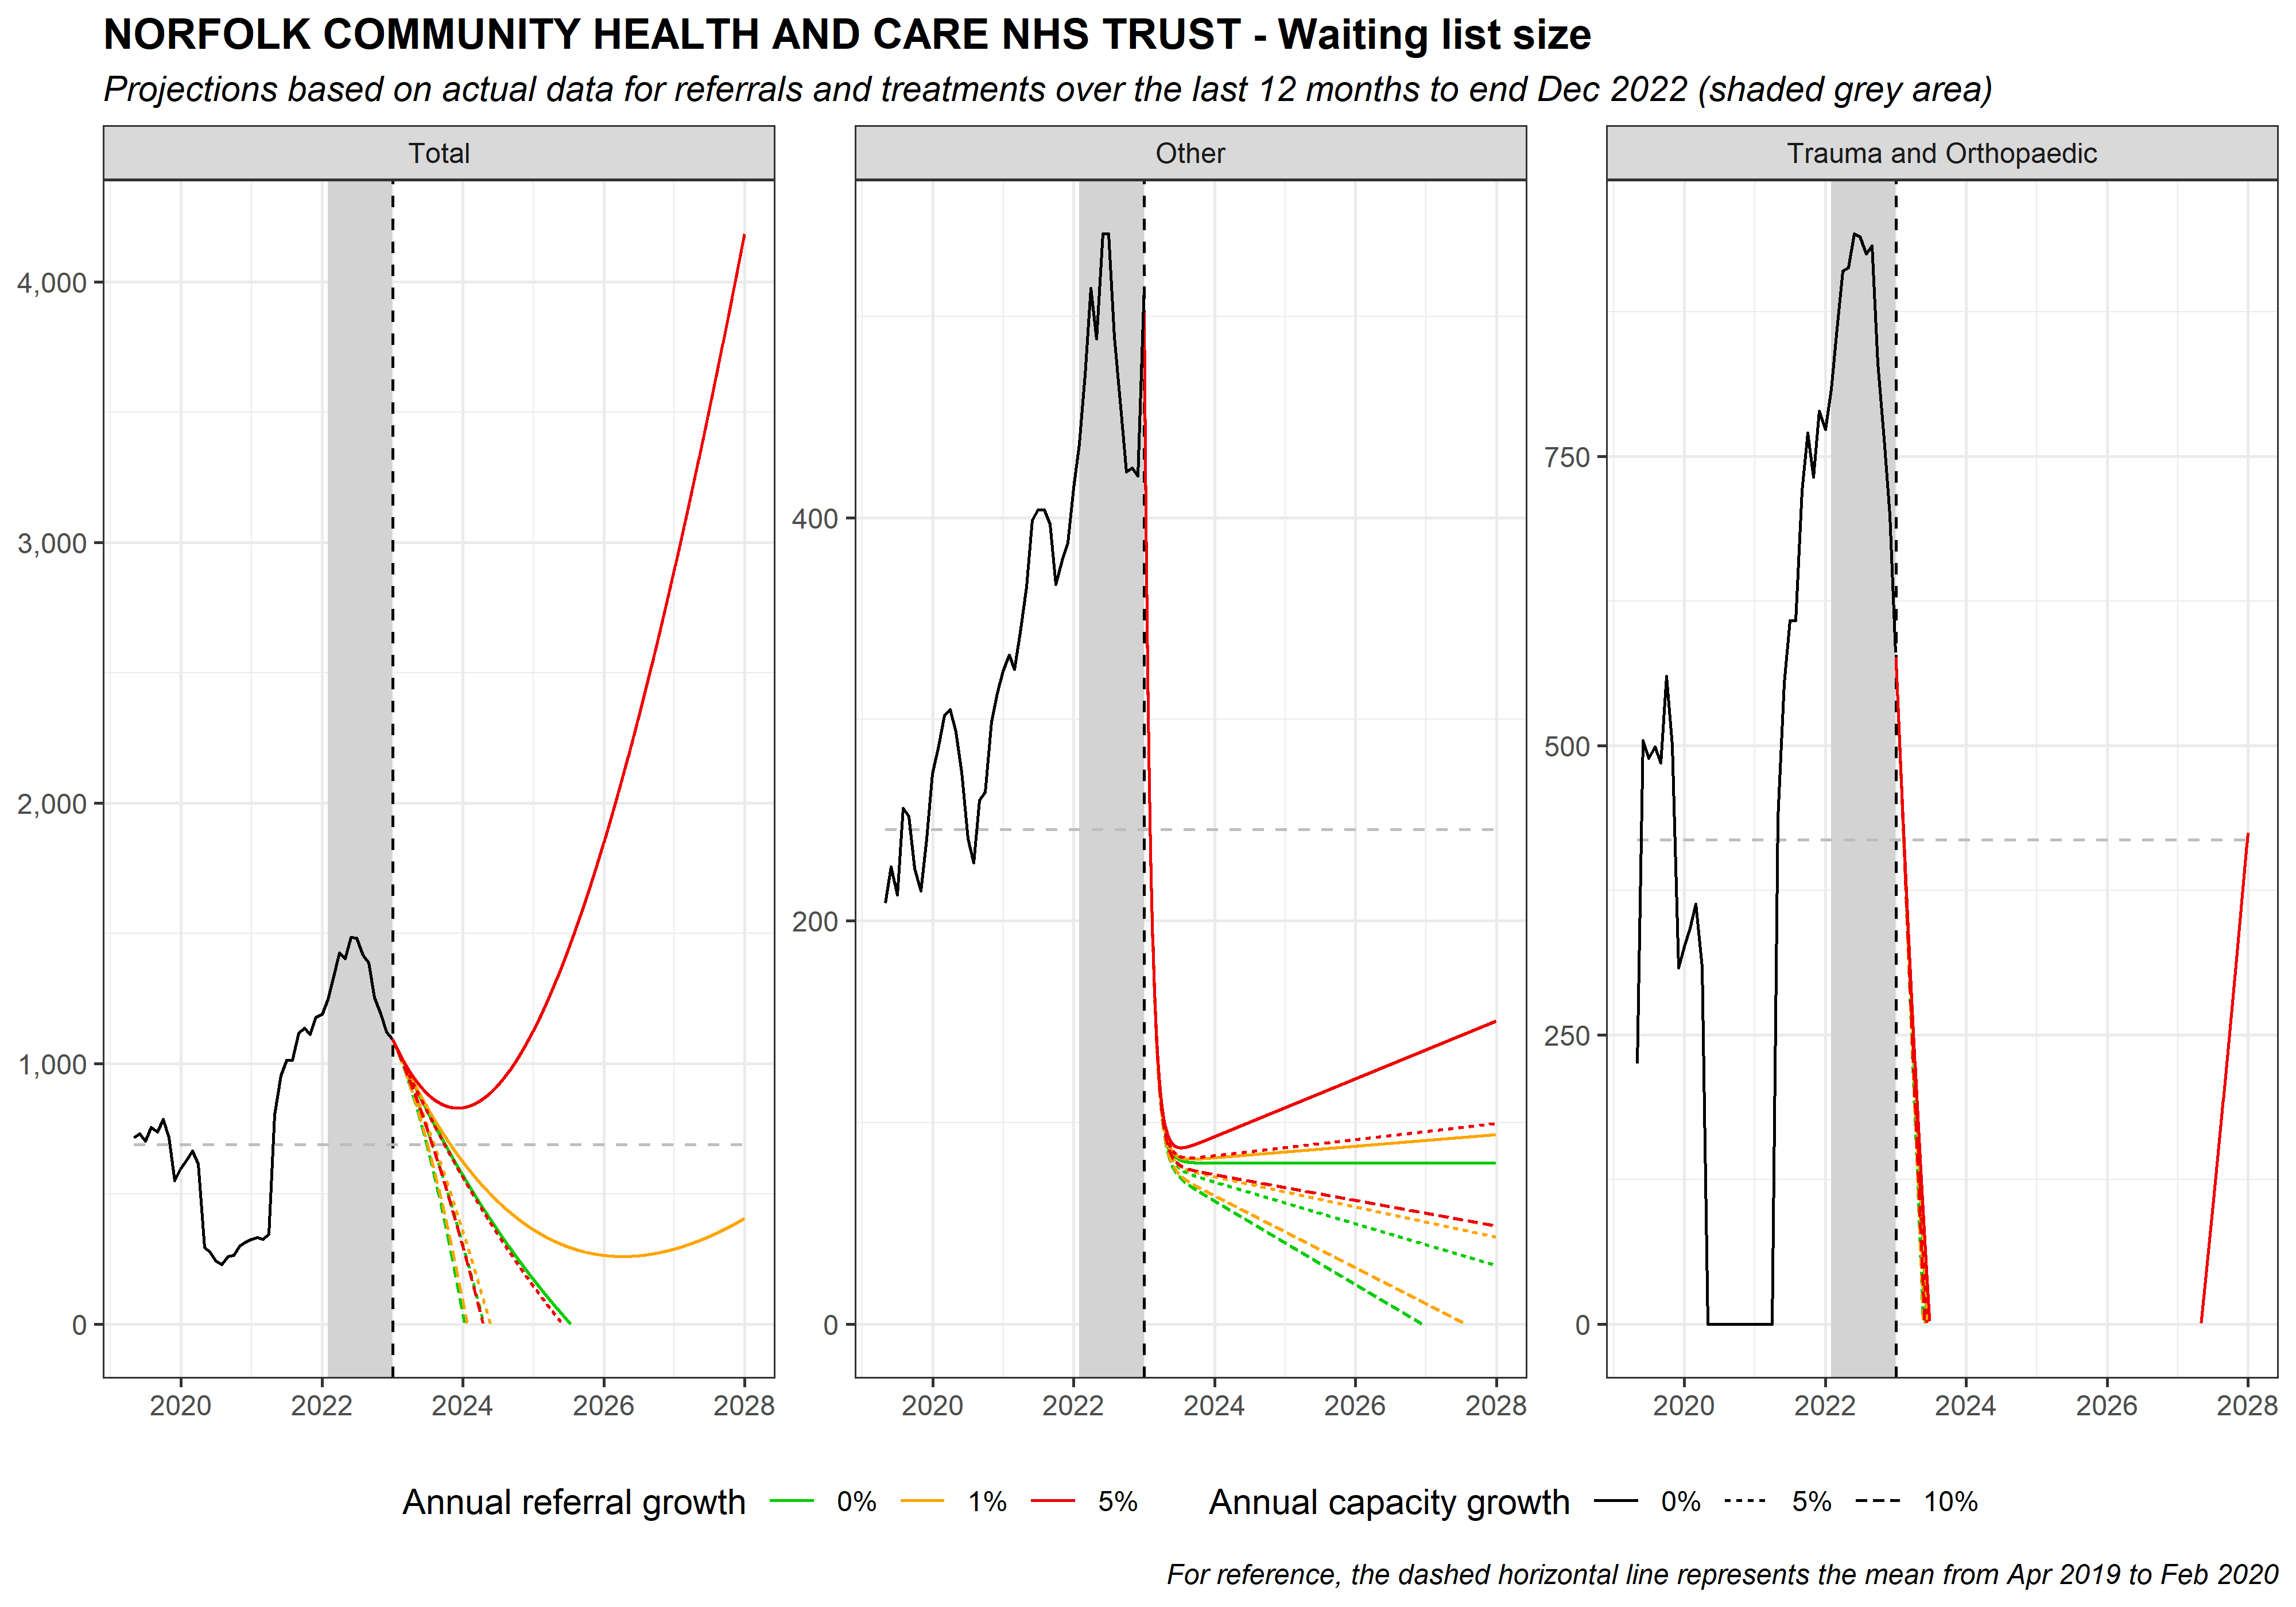 NORFOLK COMMUNITY HEALTH AND CARE NHS TRUST - Waiting list size
Projections based on actual data for referrals and treatments over the last 12 months to end Dec 2022 (shaded grey area)
Total
Other
Trauma and Orthopaedic
4,000
3,000
2,000
1,000
0
400
200
0
750
500
250
0
2020 2022 2024 2026 2028
2020 2022 2024 2026 2028
2020 2022 2024 2026 2028
Annual referral growth 0% 1% 5%
Annual capacity growth 0% 5% 10%
For reference, the dashed horizontal line represents the mean from Apr 2019 to Feb 2020